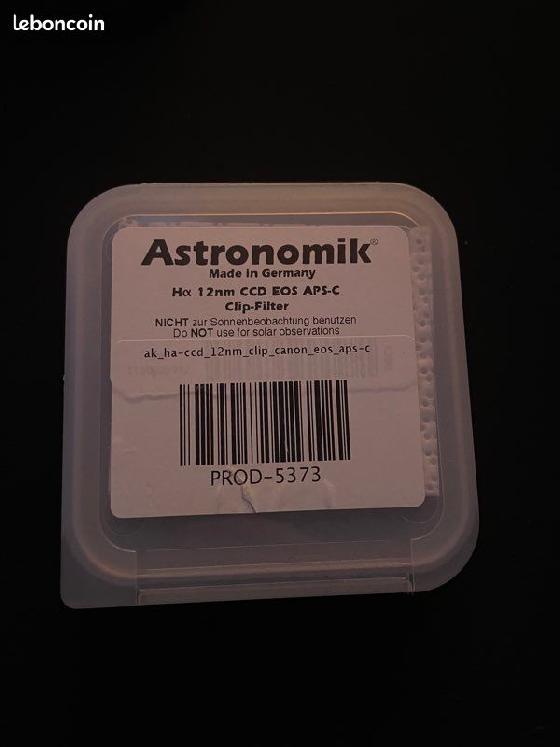 leboncoin
Astronomik®
Made in Germany
Hα 12nm CCD EOS APS-C
Clip-Filter
NICHT zur Sonnenbeobachtung benutzen
Do NOT use for solar observations
ak_ha-ccd_12nm_clip_canon_eos_aps-c
PROD-5373